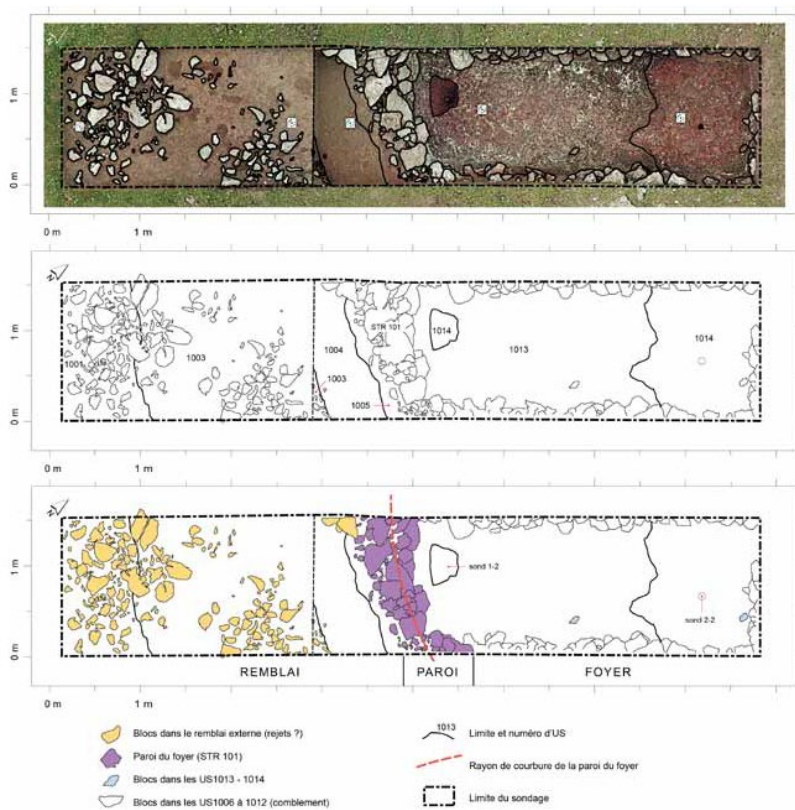 1 m
0 m
0 m 1 m
N
1 m
0 m
1001
1003
1004
1003
1005
STR 101
1014
1013
1014
0 m 1 m
N
1 m
0 m
sond 1-2
sond 2-2
0 m 1 m
REMBLAI PAROI FOYER
Blocs dans le remblai externe (rejets ?)
Paroi du foyer (STR 101)
Blocs dans les US1013 - 1014
Blocs dans les US1006 à 1012 (comblement)
1013
Limite et numéro d'US
Rayon de courbure de la paroi du foyer
Limite du sondage